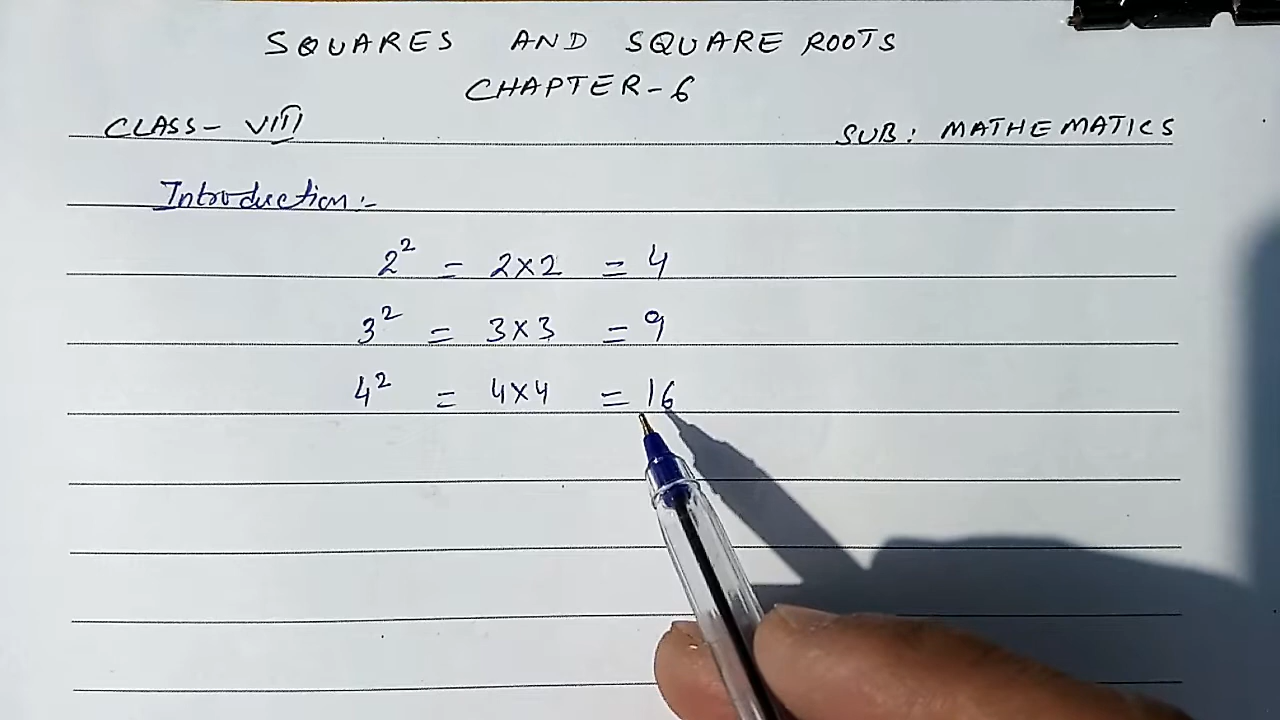 SQUARES AND SQUARE ROOTS
CHAPTER-6
CLASS- VIII SUB: MATHEMATICS
Introduction:-
2² = 2×2 = 4
3² = 3×3 = 9
4² = 4×4 = 16